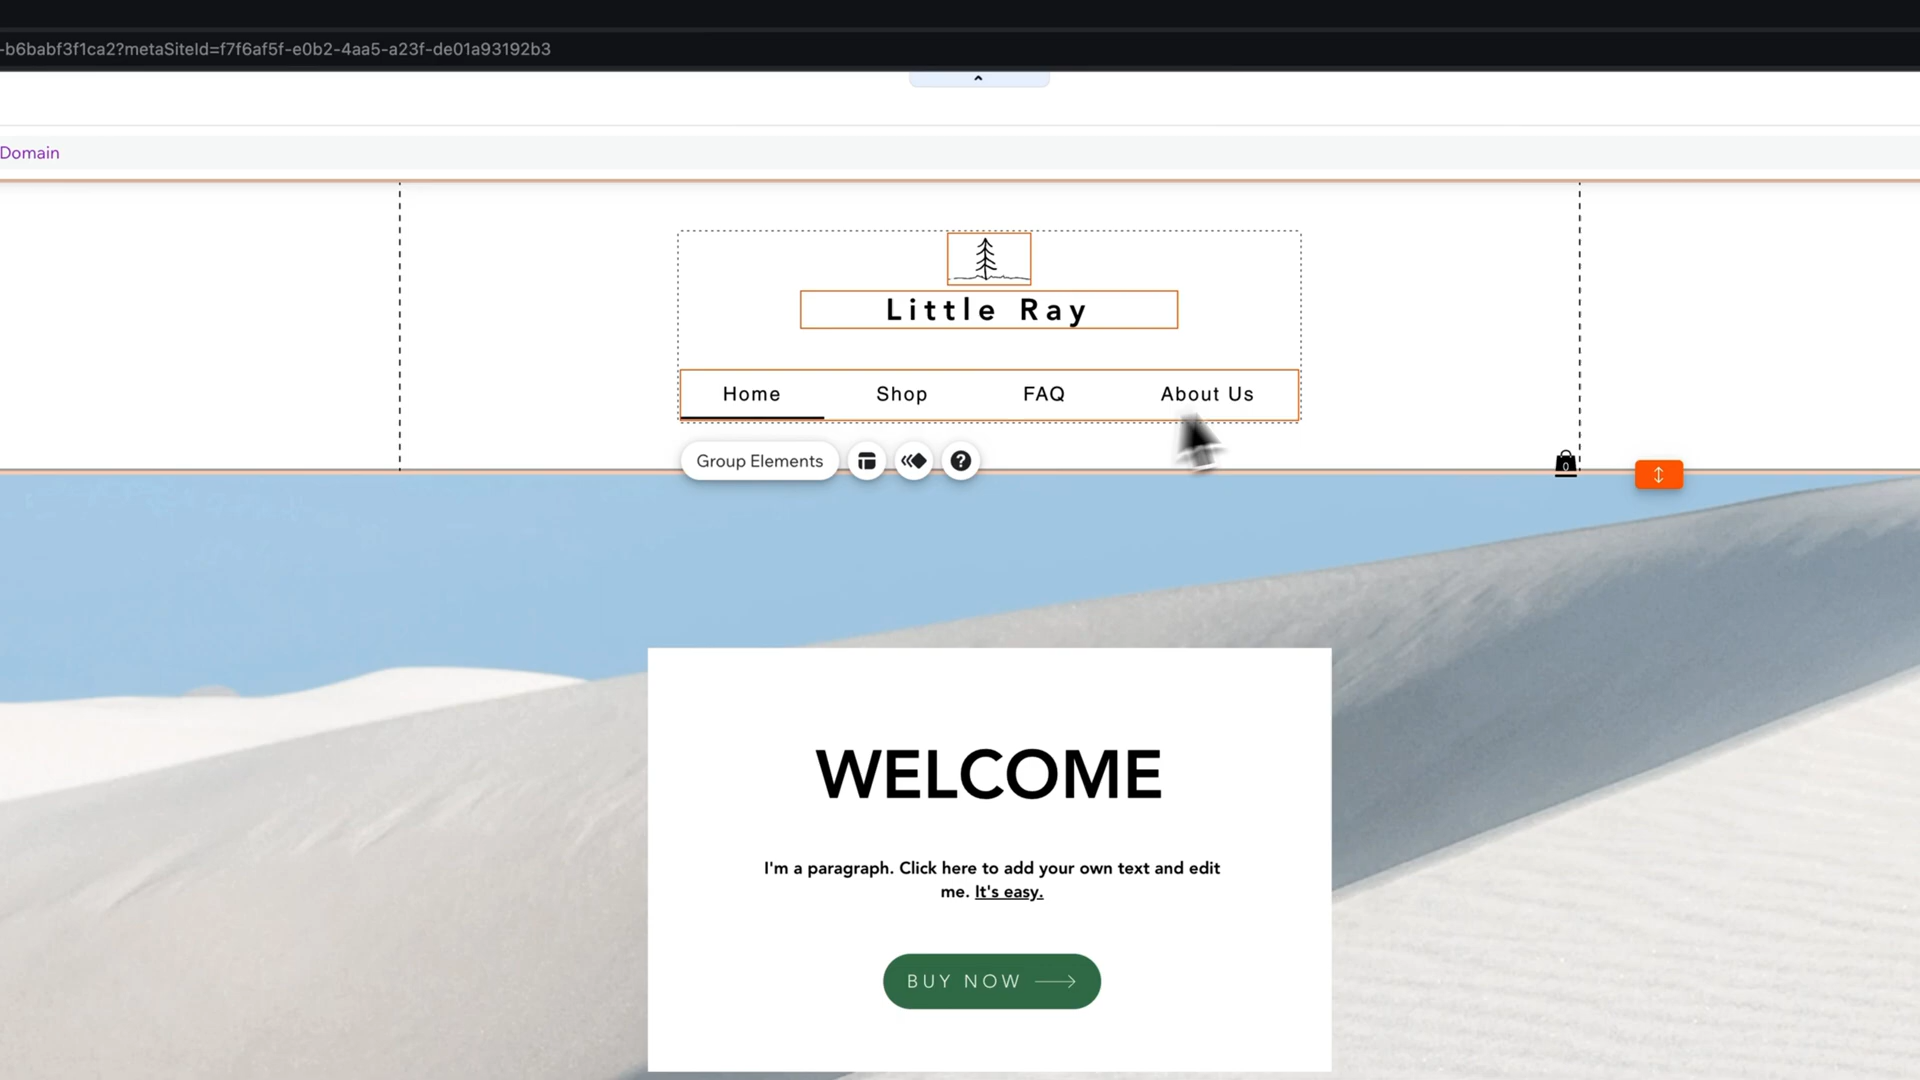 -b6babf3f1ca2?metaSiteId=f7f6af5f-e0b2-4aa5-a23f-de01a93192b3
Domain
Little Ray
Home Shop FAQ About Us
Group Elements
0
WELCOME
I'm a paragraph. Click here to add your own text and edit
me. It's easy.
BUY NOW